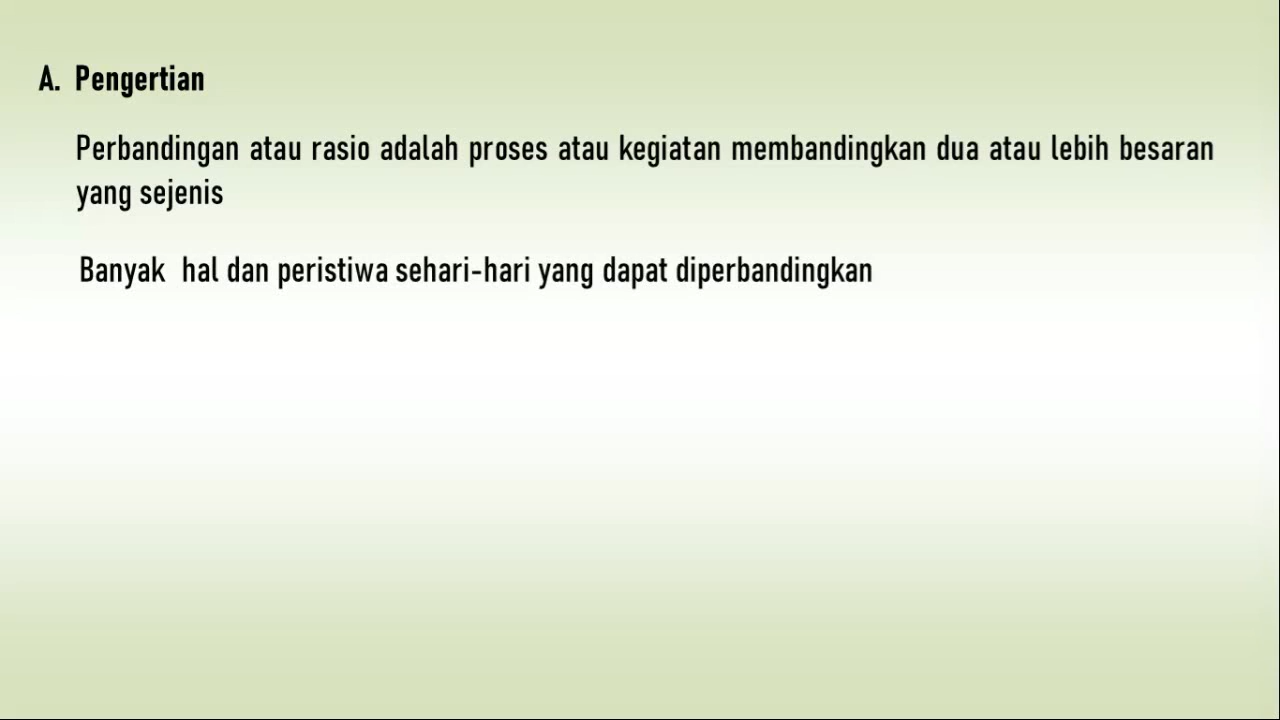 A. Pengertian
Perbandingan atau rasio adalah proses atau kegiatan membandingkan dua atau lebih besaran
yang sejenis
Banyak hal dan peristiwa sehari-hari yang dapat diperbandingkan